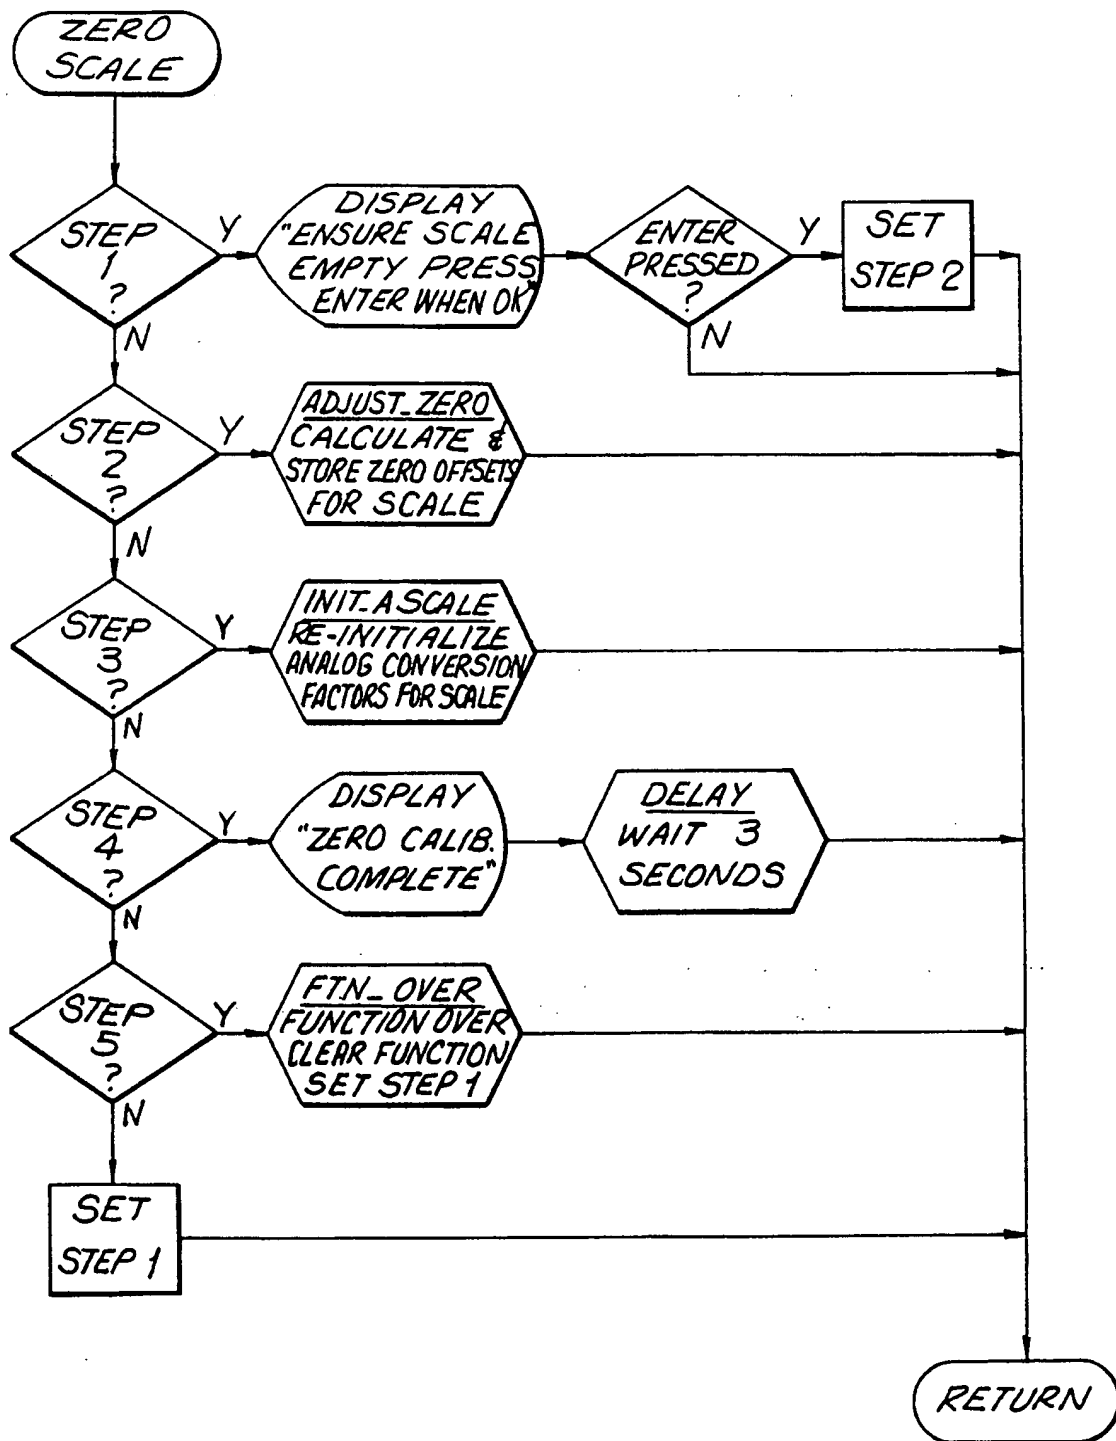 ZERO
SCALE
STEP
1
?
Y
N
DISPLAY
"ENSURE SCALE
EMPTY PRESS
ENTER WHEN OK"
ENTER
PRESSED
?
Y
N
SET
STEP 2
STEP
2
?
Y
N
ADJUST_ZERO
CALCULATE &
STORE ZERO OFFSETS
FOR SCALE
STEP
3
?
Y
N
INIT_ASCALE
RE-INITIALIZE
ANALOG CONVERSION
FACTORS FOR SCALE
STEP
4
?
Y
N
DISPLAY
"ZERO CALIB.
COMPLETE"
DELAY
WAIT 3
SECONDS
STEP
5
?
Y
N
FTN_OVER
FUNCTION OVER
CLEAR FUNCTION
SET STEP 1
SET
STEP 1
RETURN